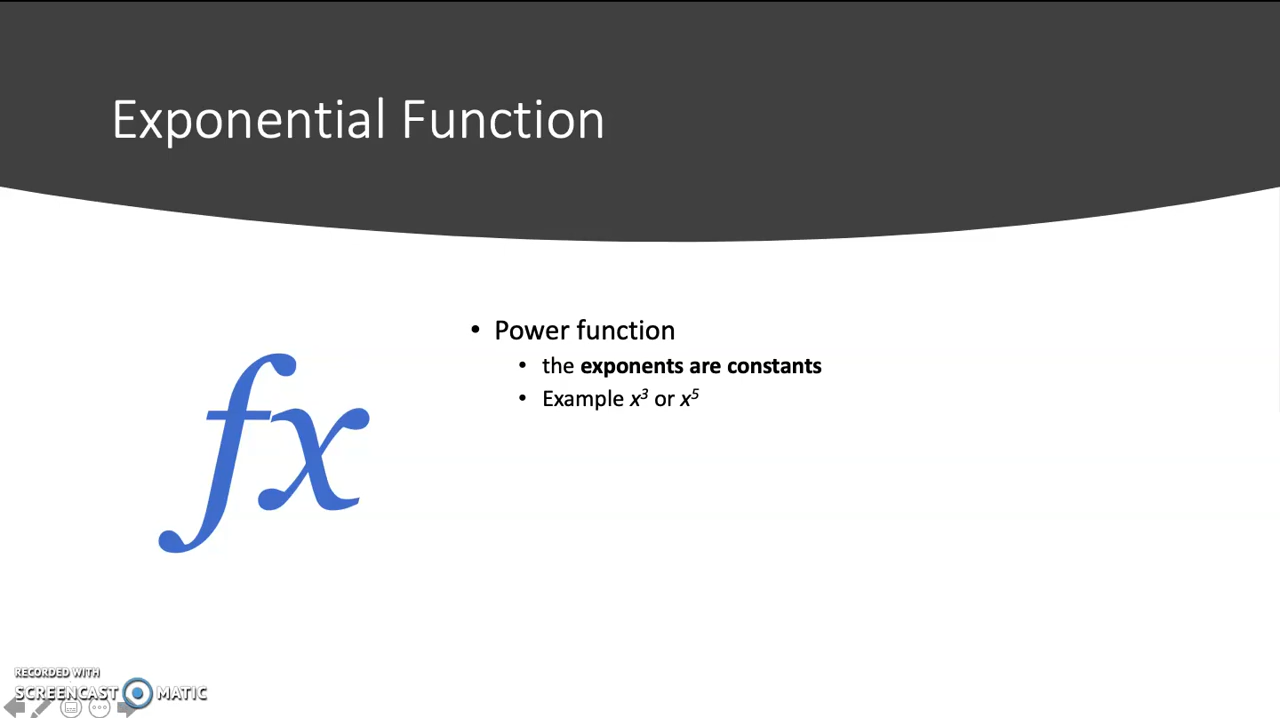 Exponential Function
• Power function
• the exponents are constants
• Example x³ or x⁵
fx
RECORDED WITH
SCREENCAST MATIC